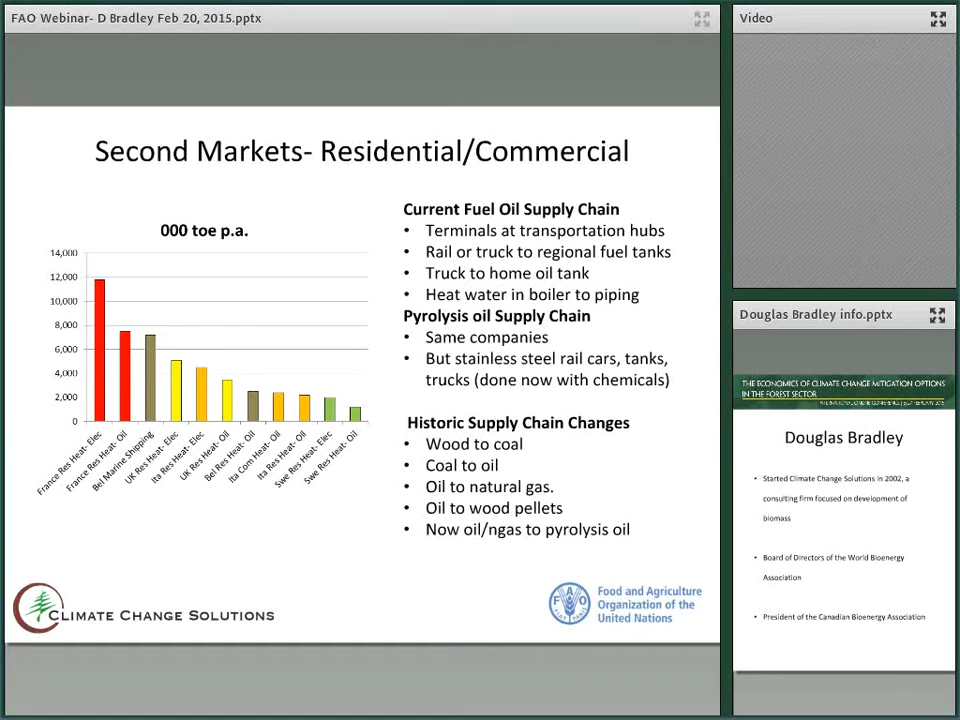 FAO Webinar- D Bradley Feb 20, 2015.pptx
Second Markets- Residential/Commercial
000 toe p.a.
14,000
12,000
10,000
8,000
6,000
4,000
2,000
0
France Res Heat- Elec
France Res Heat- Oil
Bel Marine Shipping
UK Res Heat- Elec
Ita Res Heat- Elec
UK Res Heat- Oil
Bel Res Heat- Oil
Ita Com Heat- Oil
Ita Res Heat- Oil
Swe Res Heat- Elec
Swe Res Heat- Oil
Current Fuel Oil Supply Chain
• Terminals at transportation hubs
• Rail or truck to regional fuel tanks
• Truck to home oil tank
• Heat water in boiler to piping
Pyrolysis oil Supply Chain
• Same companies
• But stainless steel rail cars, tanks,
trucks (done now with chemicals)
Historic Supply Chain Changes
• Wood to coal
• Coal to oil
• Oil to natural gas.
• Oil to wood pellets
• Now oil/ngas to pyrolysis oil
CLIMATE CHANGE SOLUTIONS
FAO
Food and Agriculture
Organization of the
United Nations
Video
Douglas Bradley info.pptx
THE ECONOMICS OF CLIMATE CHANGE MITIGATION OPTIONS
IN THE FOREST SECTOR
INTERNATIONAL ONLINE CONFERENCE | 6-27 FEBRUARY 2015
Douglas Bradley
• Started Climate Change Solutions in 2002, a
consulting firm focused on development of
biomass
• Board of Directors of the World Bioenergy
Association
• President of the Canadian Bioenergy Association